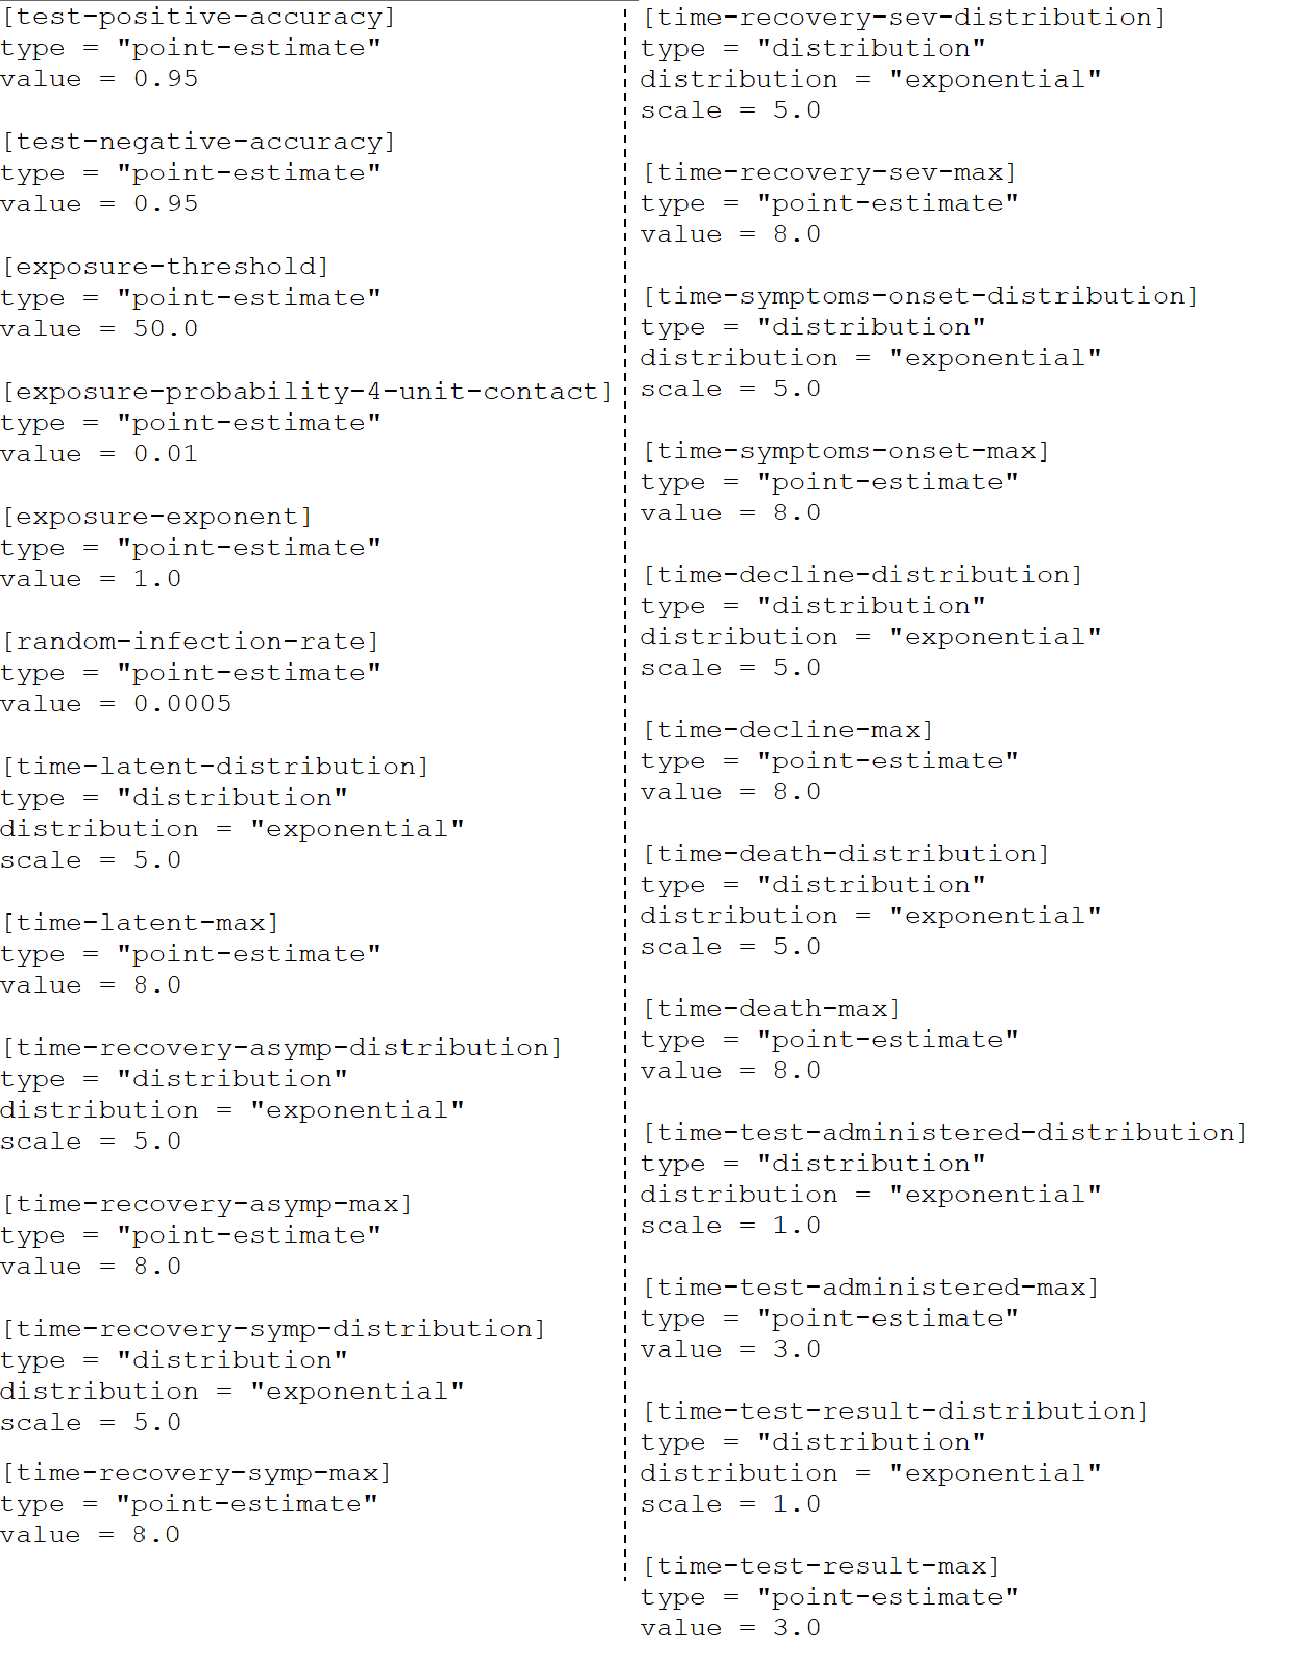 [test-positive-accuracy]
type = "point-estimate"
value = 0.95
[test-negative-accuracy]
type = "point-estimate"
value = 0.95
[exposure-threshold]
type = "point-estimate"
value = 50.0
[exposure-probability-4-unit-contact]
type = "point-estimate"
value = 0.01
[exposure-exponent]
type = "point-estimate"
value = 1.0
[random-infection-rate]
type = "point-estimate"
value = 0.0005
[time-latent-distribution]
type = "distribution"
distribution = "exponential"
scale = 5.0
[time-latent-max]
type = "point-estimate"
value = 8.0
[time-recovery-asymp-distribution]
type = "distribution"
distribution = "exponential"
scale = 5.0
[time-recovery-asymp-max]
type = "point-estimate"
value = 8.0
[time-recovery-symp-distribution]
type = "distribution"
distribution = "exponential"
scale = 5.0
[time-recovery-symp-max]
type = "point-estimate"
value = 8.0
[time-recovery-sev-distribution]
type = "distribution"
distribution = "exponential"
scale = 5.0
[time-recovery-sev-max]
type = "point-estimate"
value = 8.0
[time-symptoms-onset-distribution]
type = "distribution"
distribution = "exponential"
scale = 5.0
[time-symptoms-onset-max]
type = "point-estimate"
value = 8.0
[time-decline-distribution]
type = "distribution"
distribution = "exponential"
scale = 5.0
[time-decline-max]
type = "point-estimate"
value = 8.0
[time-death-distribution]
type = "distribution"
distribution = "exponential"
scale = 5.0
[time-death-max]
type = "point-estimate"
value = 8.0
[time-test-administered-distribution]
type = "distribution"
distribution = "exponential"
scale = 1.0
[time-test-administered-max]
type = "point-estimate"
value = 3.0
[time-test-result-distribution]
type = "distribution"
distribution = "exponential"
scale = 1.0
[time-test-result-max]
type = "point-estimate"
value = 3.0